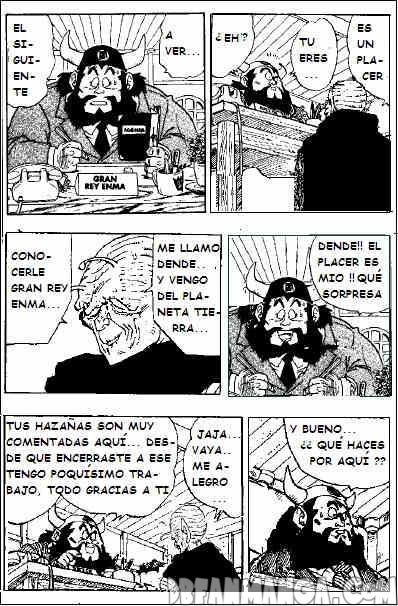 EL
SI-
GUI-
EN-
TE
A
VER...
AGENDA
GRAN
REY ENMA
¿EH?
TU
ERES
...
ES
UN
PLA-
CER
CONO-
CERLE
GRAN REY
ENMA...
ME LLAMO
DENDE...
Y VENGO
DEL PLA-
NETA TIE-
RRA...
DENDE!! EL
PLACER ES
MIO !! QUÉ
SORPRESA
TUS HAZAÑAS SON MUY
COMENTADAS AQUÍ... DES-
DE QUE ENCERRASTE A ESE
TENGO POQUÍSIMO TRA-
BAJO, TODO GRACIAS A TI
JAJA...
VAYA..
ME A-
LEGRO
...
Y BUENO...
¿¿ QUÉ HACES
POR AQUÍ ??
DBFANMANGA.COM